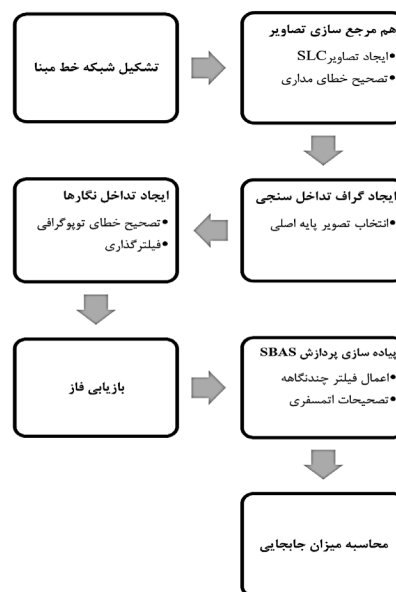 تشکیل شبکه خط مبنا
هم مرجع سازی تصاویر
•ایجاد تصاویرSLC
•تصحیح خطای مداری
ایجاد گراف تداخل سنجی
•انتخاب تصویر پایه اصلی
ایجاد تداخل نگارها
•تصحیح خطای توپوگرافی
•فیلترگذاری
بازیابی فاز
پیاده سازی پردازش SBAS
•اعمال فیلتر چندنگاهه
•تصحیحات اتمسفری
محاسبه میزان جابجایی